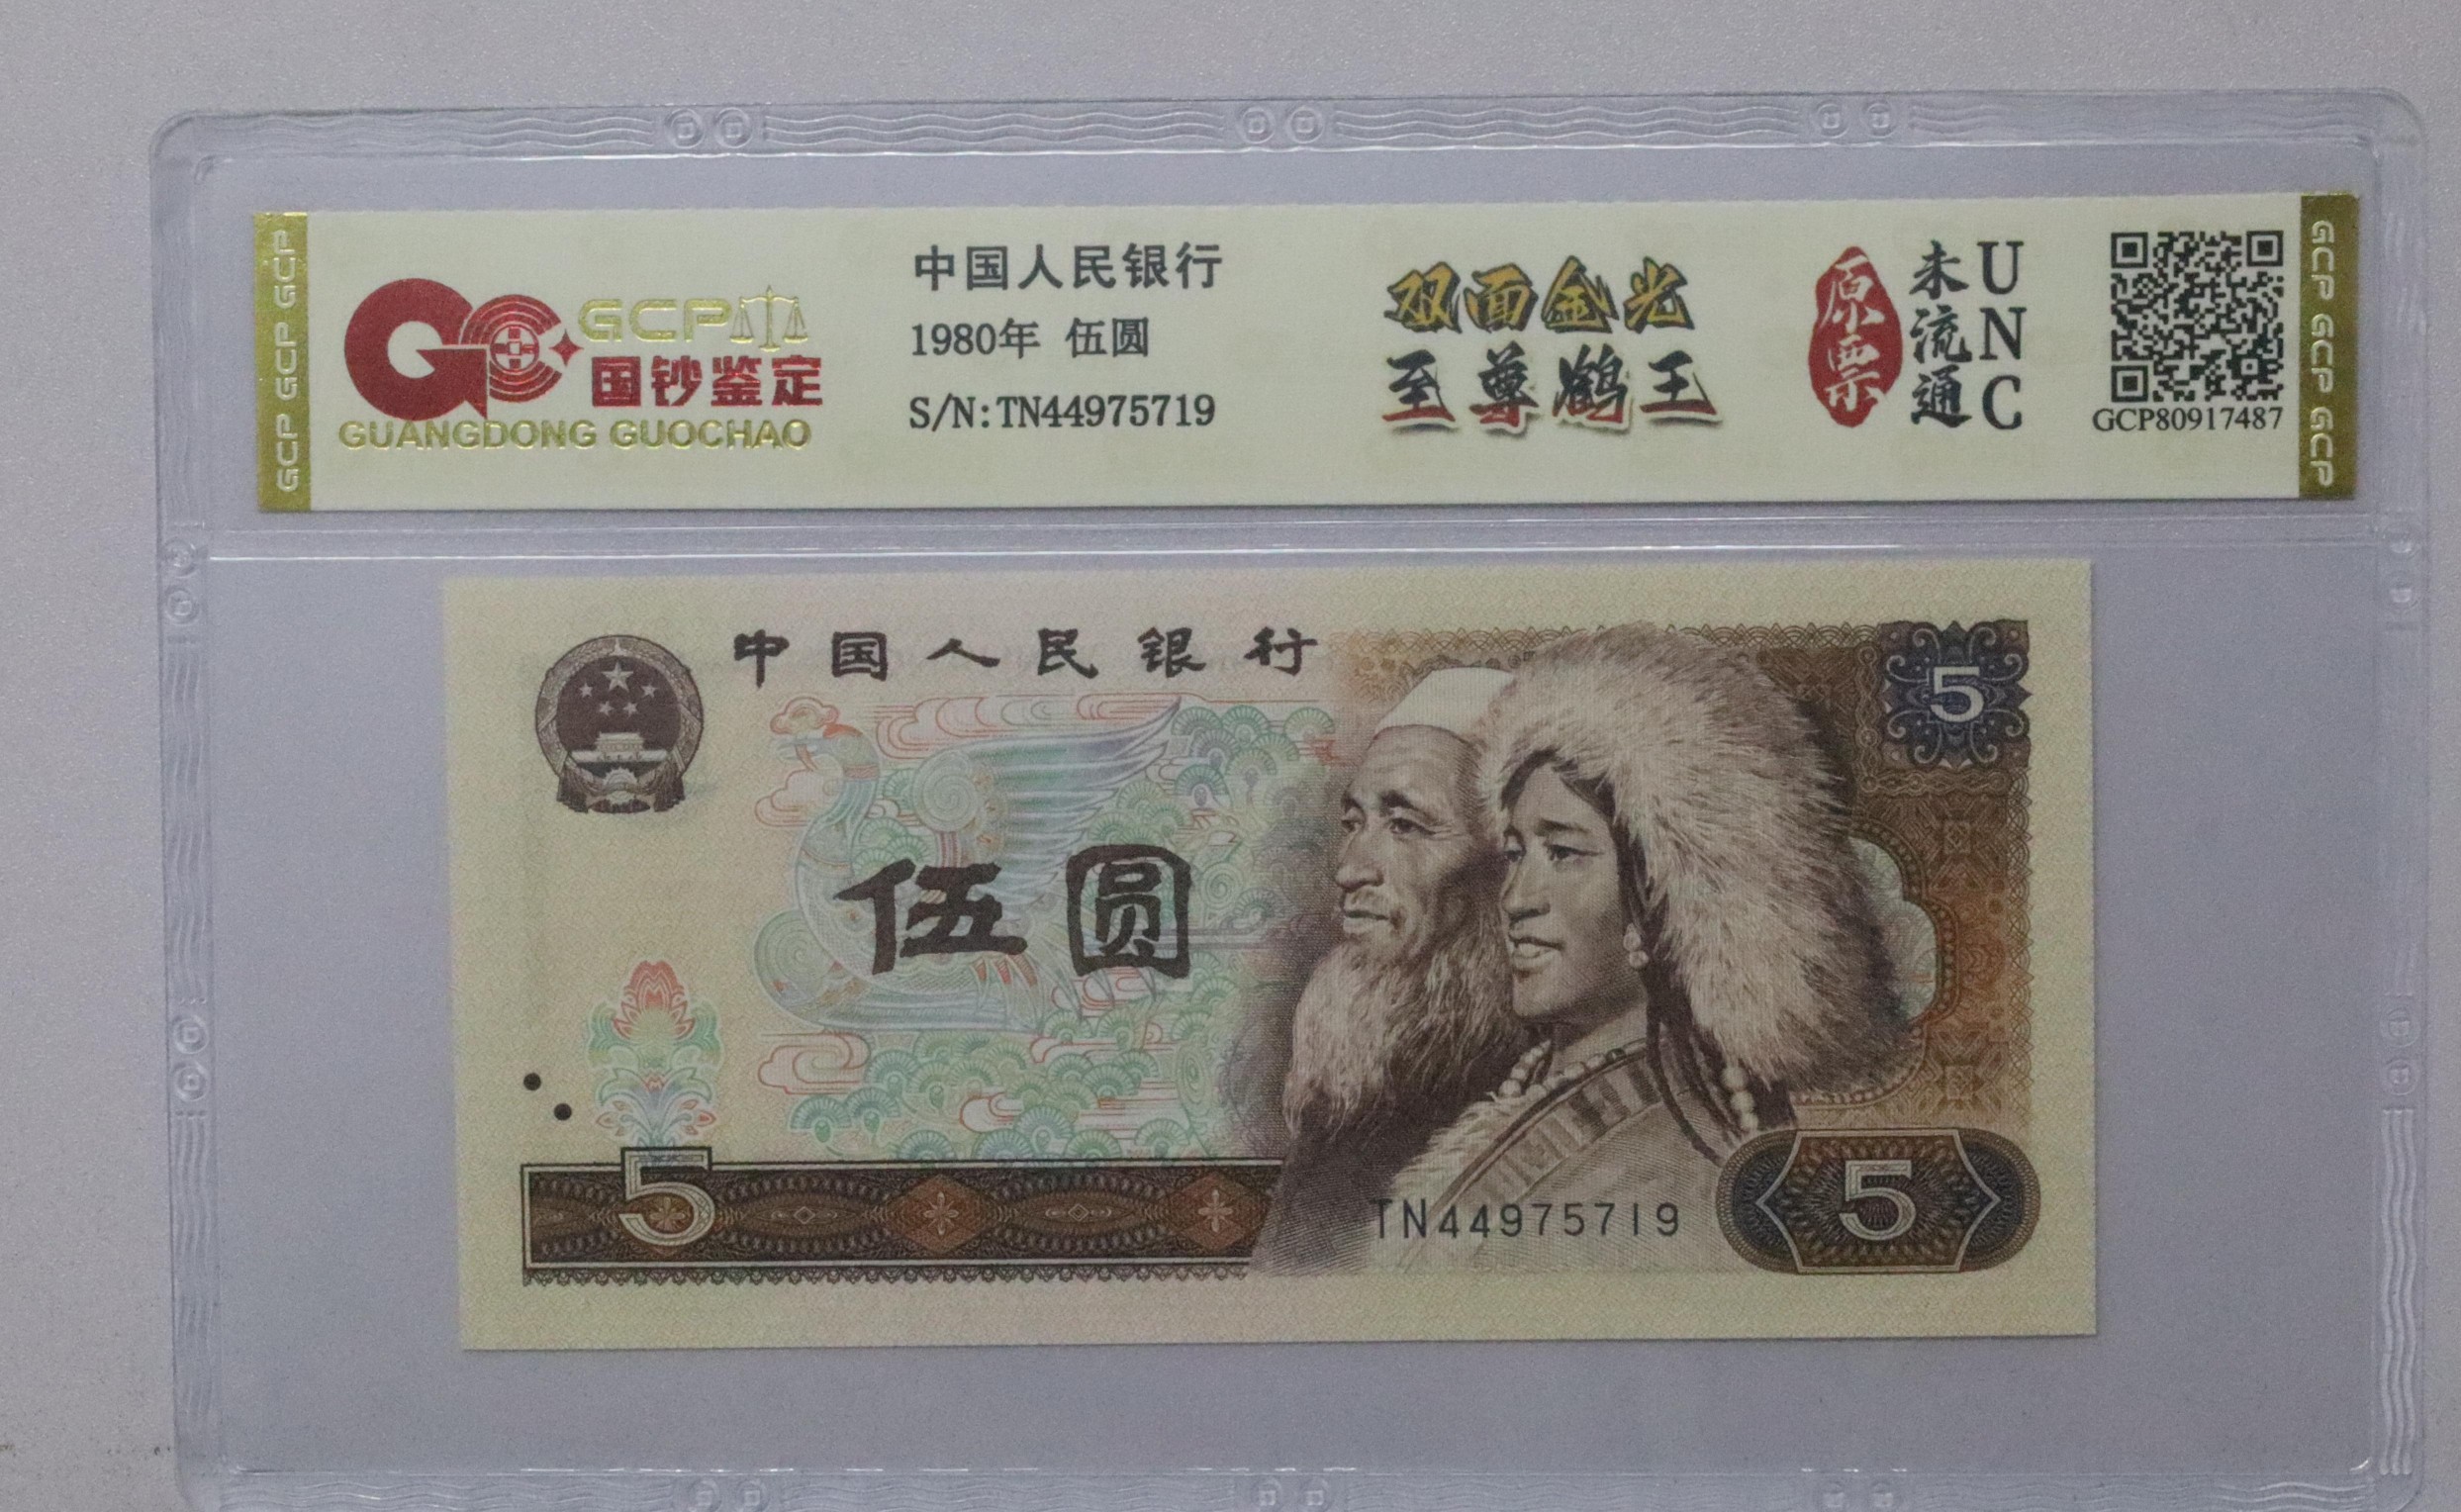 GCP GCP GCP
GCP
国钞鉴定
GUANGDONG GUOCHAO
中国人民银行
1980年 伍圆
S/N:TN44975719
双面金光
至尊鹤王
原票
未流通
UNC
GCP80917487
GCP GCP GCP
中国人民银行
5
伍圆
5
TN44975719
5